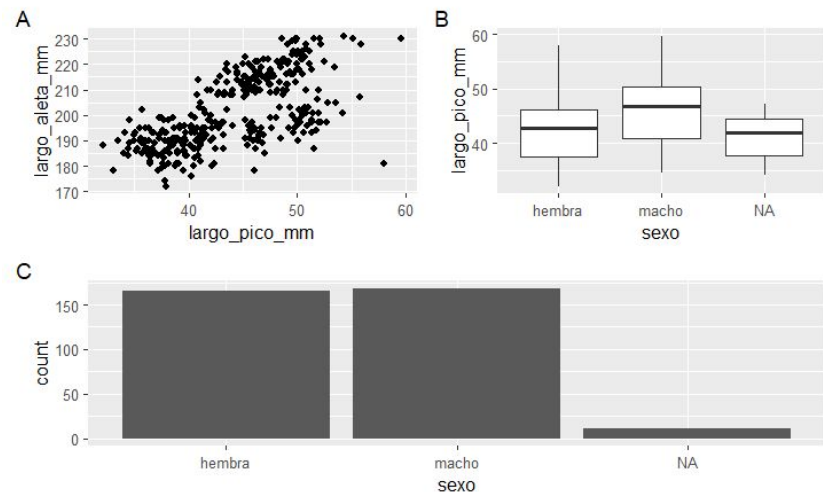 A
largo_aleta_mm
230
220
210
200
190
180
170
40
50
60
largo_pico_mm
B
largo_pico_mm
60
50
40
hembra
macho
NA
sexo
C
count
150
100
50
0
hembra
macho
NA
sexo